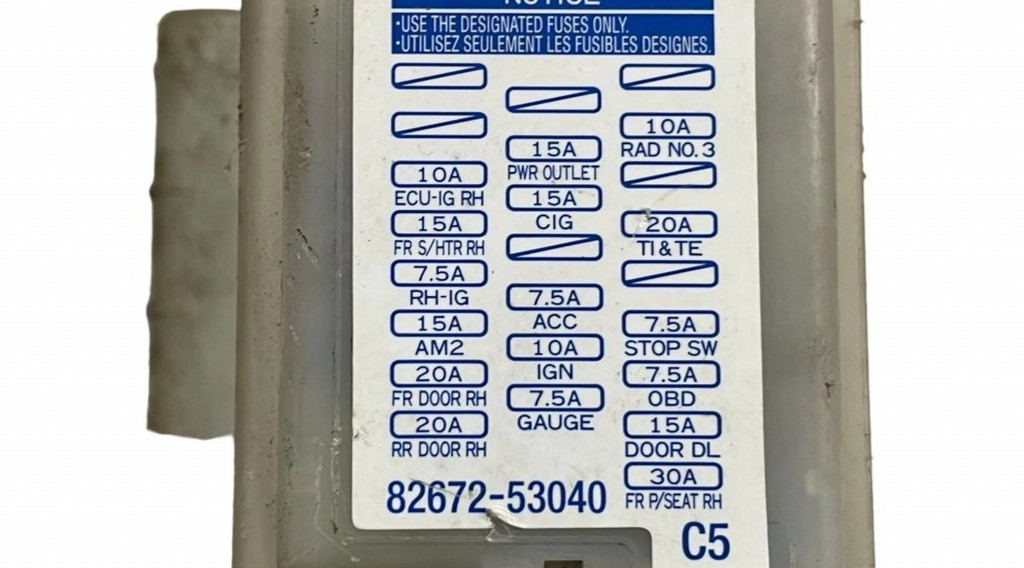 NOTICE
·USE THE DESIGNATED FUSES ONLY.
·UTILISEZ SEULEMENT LES FUSIBLES DESIGNES.
10A
ECU-IG RH
15A
FR S/HTR RH
7.5A
RH-IG
15A
AM2
20A
FR DOOR RH
20A
RR DOOR RH
15A
PWR OUTLET
15A
CIG
7.5A
ACC
10A
IGN
7.5A
GAUGE
10A
RAD NO.3
20A
TI&TE
7.5A
STOP SW
7.5A
OBD
15A
DOOR DL
30A
FR P/SEAT RH
82672-53040
C5